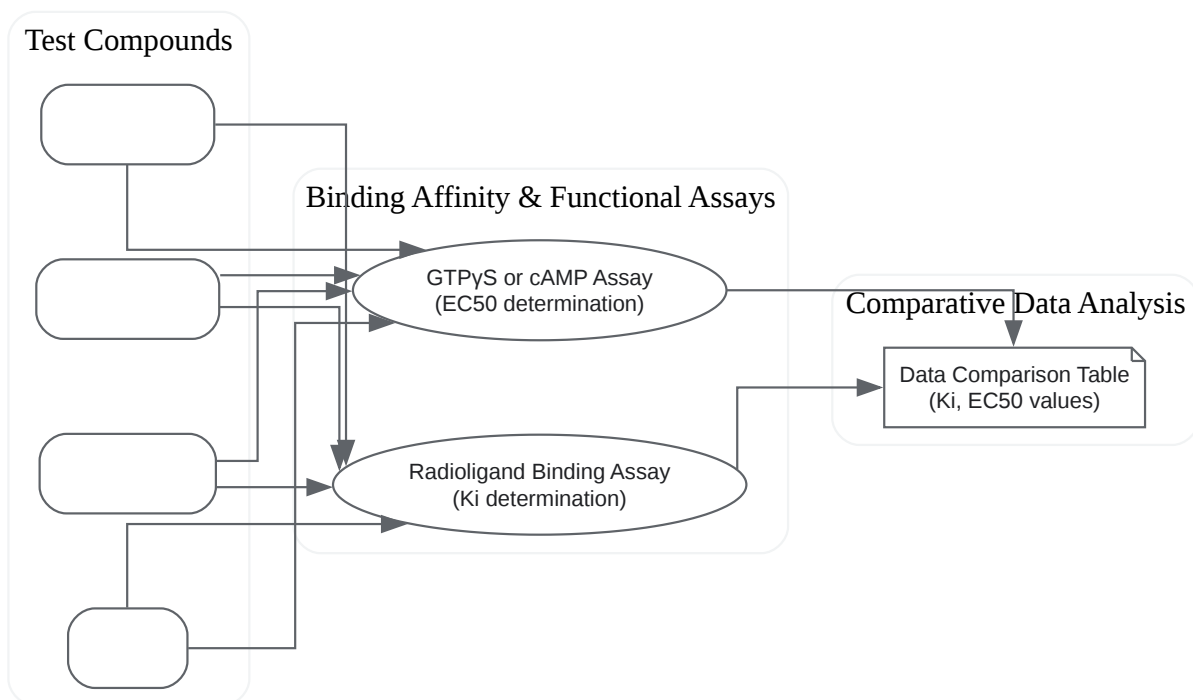 Test Compounds
Binding Affinity & Functional Assays
GTPγS or cAMP Assay
(EC50 determination)
Comparative Data Analysis
Data Comparison Table
(Ki, EC50 values)
Radioligand Binding Assay
(Ki determination)